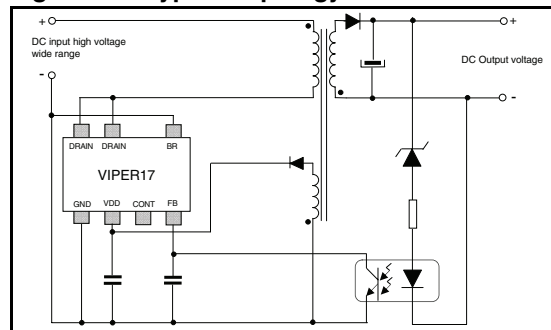 +
DC input high voltage
wide range
-
+
DC Output voltage
-
DRAIN DRAIN BR
VIPER17
GND VDD CONT FB